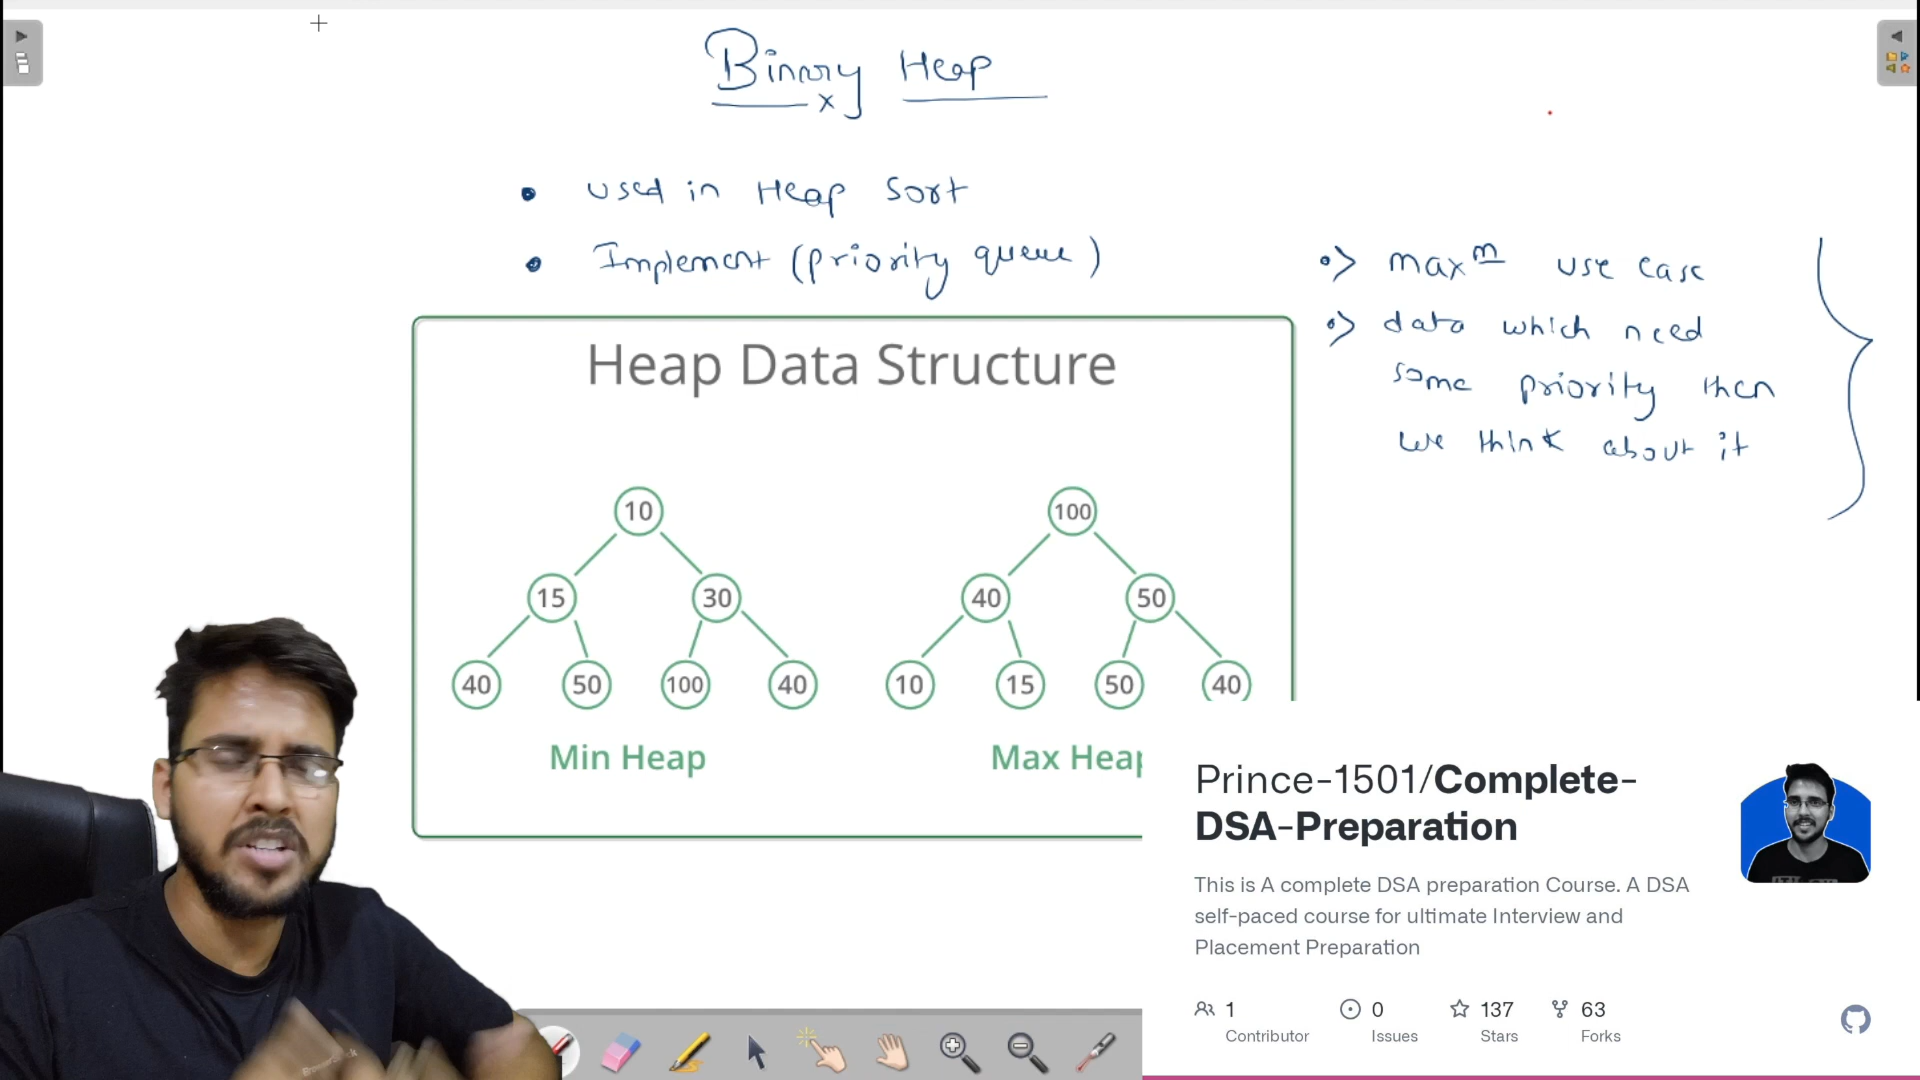 Binary Heap
x
• used in Heap Sort
• Implement (priority queue)
•> maxm use case
•> data which need
some priority then
we think about it
Heap Data Structure
10
100
15
30
40
50
40
50
100
40
10
15
50
40
Min Heap
Max Heap
Prince-1501/Complete-
DSA-Preparation
This is A complete DSA preparation Course. A DSA
self-paced course for ultimate Interview and
Placement Preparation
1
0
137
63
Contributor
Issues
Stars
Forks